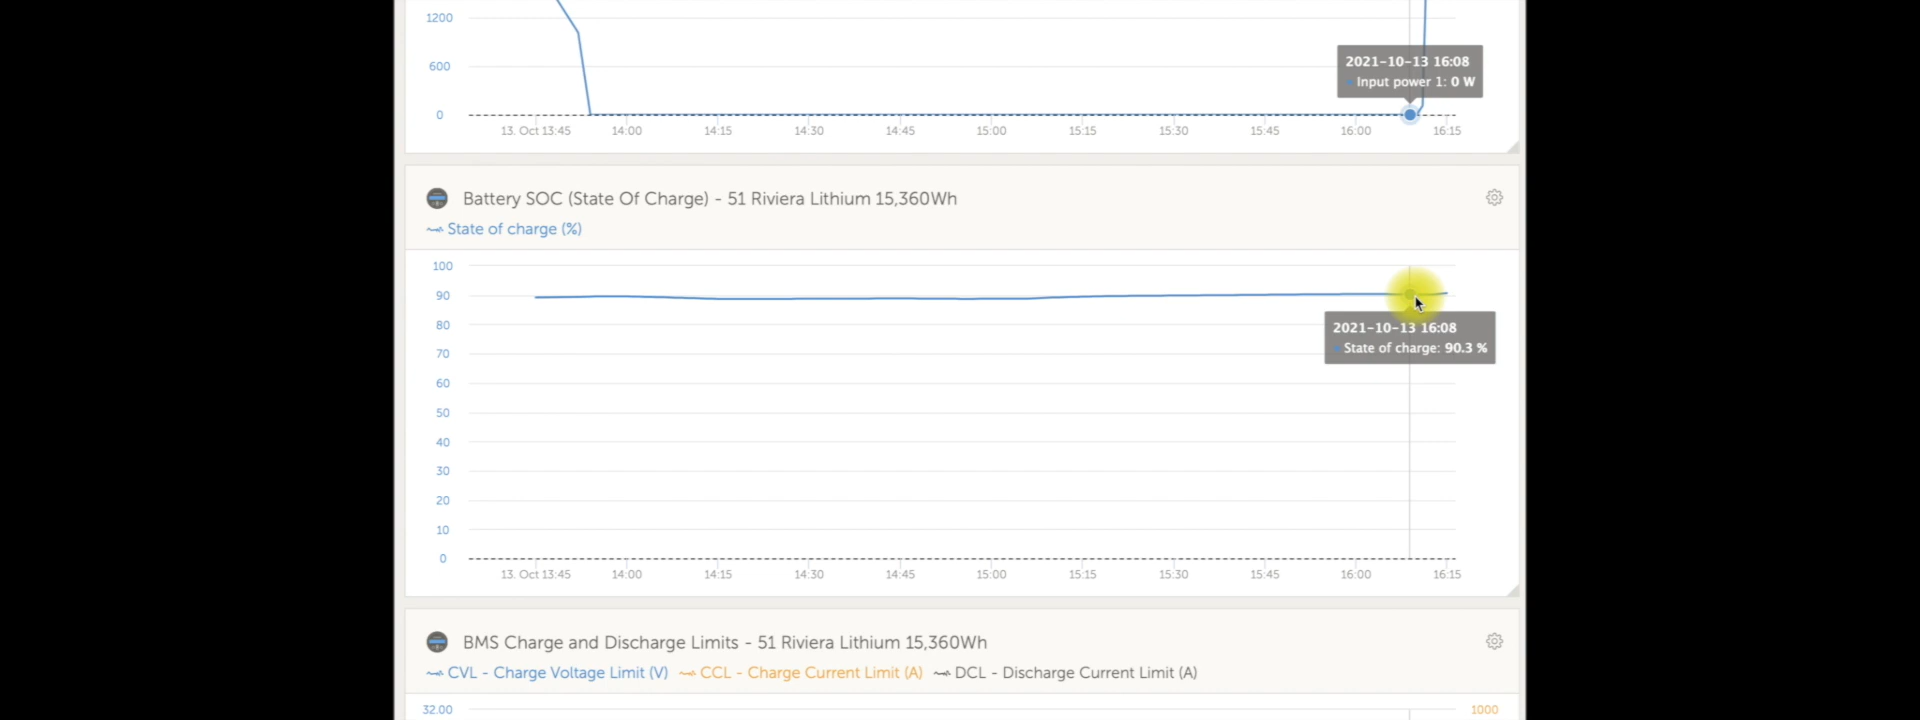 1200
600
0
2021-10-13 16:08
Input power 1: 0 W
13. Oct 13:45 14:00 14:15 14:30 14:45 15:00 15:15 15:30 15:45 16:00 16:15
Battery SOC (State Of Charge) - 51 Riviera Lithium 15,360Wh
State of charge (%)
100
90
80
70
60
50
40
30
20
10
0
2021-10-13 16:08
State of charge: 90.3 %
13. Oct 13:45 14:00 14:15 14:30 14:45 15:00 15:15 15:30 15:45 16:00 16:15
BMS Charge and Discharge Limits - 51 Riviera Lithium 15,360Wh
CVL - Charge Voltage Limit (V) CCL - Charge Current Limit (A) DCL - Discharge Current Limit (A)
32.00 1000